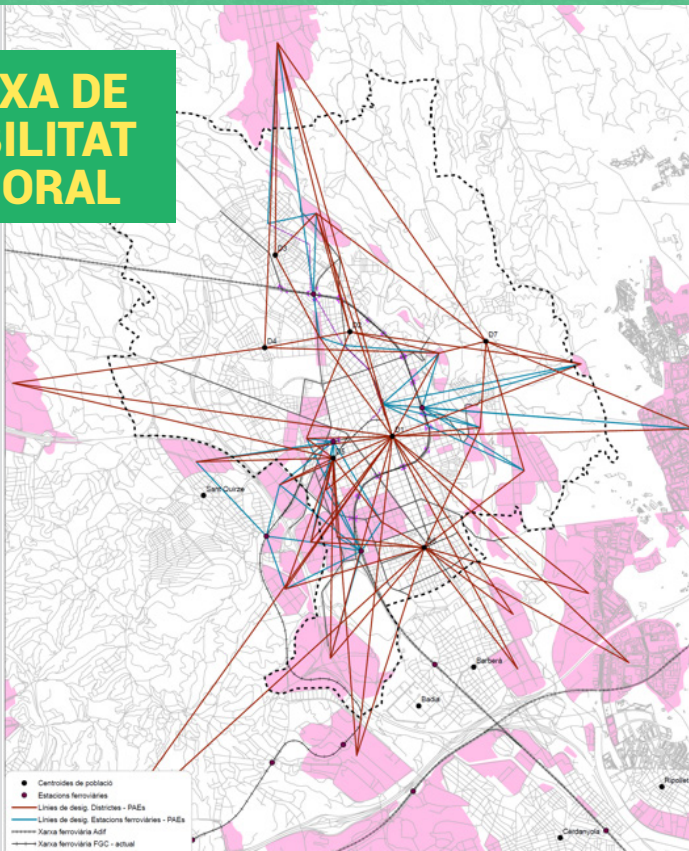 XA DE
BILITAT
ORAL
D3
D2
D4
D7
D1
Sant Quirze
Barberà
Badia
Ripollet
Cerdanyola
Centroides de població
Estacions ferroviàries
Línies de desig. Districtes - PAEs
Línies de desig. Estacions ferroviàries - PAEs
Xarxa ferroviària Adif
Xarxa ferroviària FGC - actual